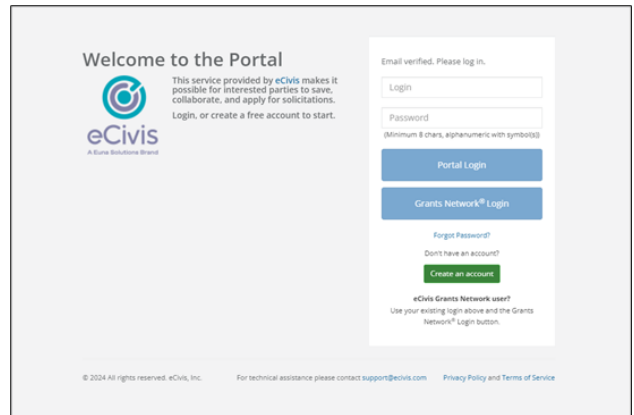 Welcome to the Portal
eCivis
A Euna Solutions Brand
This service provided by eCivis makes it
possible for interested parties to save,
collaborate, and apply for solicitations.
Login, or create a free account to start.
Email verified. Please log in.
Login
Password
(Minimum 8 chars, alphanumeric with symbol(s))
Portal Login
Grants Network® Login
Forgot Password?
Don't have an account?
Create an account
eCivis Grants Network user?
Use your existing login above and the Grants
Network® Login button.
© 2024 All rights reserved. eCivis, Inc.
For technical assistance please contact support@ecivis.com
Privacy Policy and Terms of Service